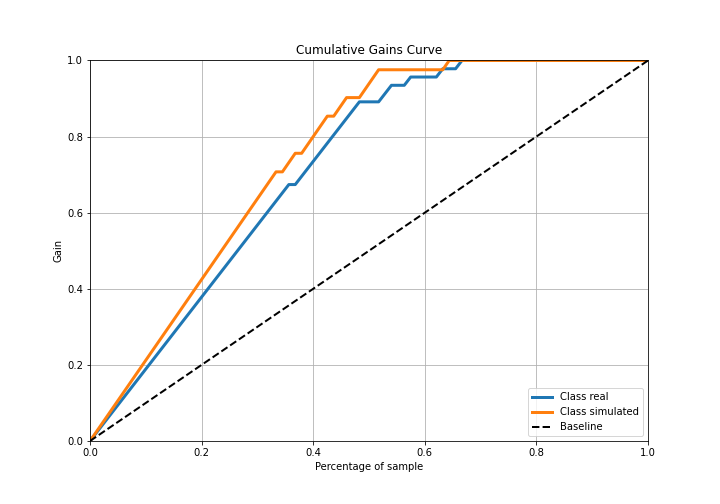 Cumulative Gains Curve
1.0
0.8
0.6
0.4
0.2
0.0
Gain
0.0 0.2 0.4 0.6 0.8 1.0
Percentage of sample
Class real
Class simulated
Baseline